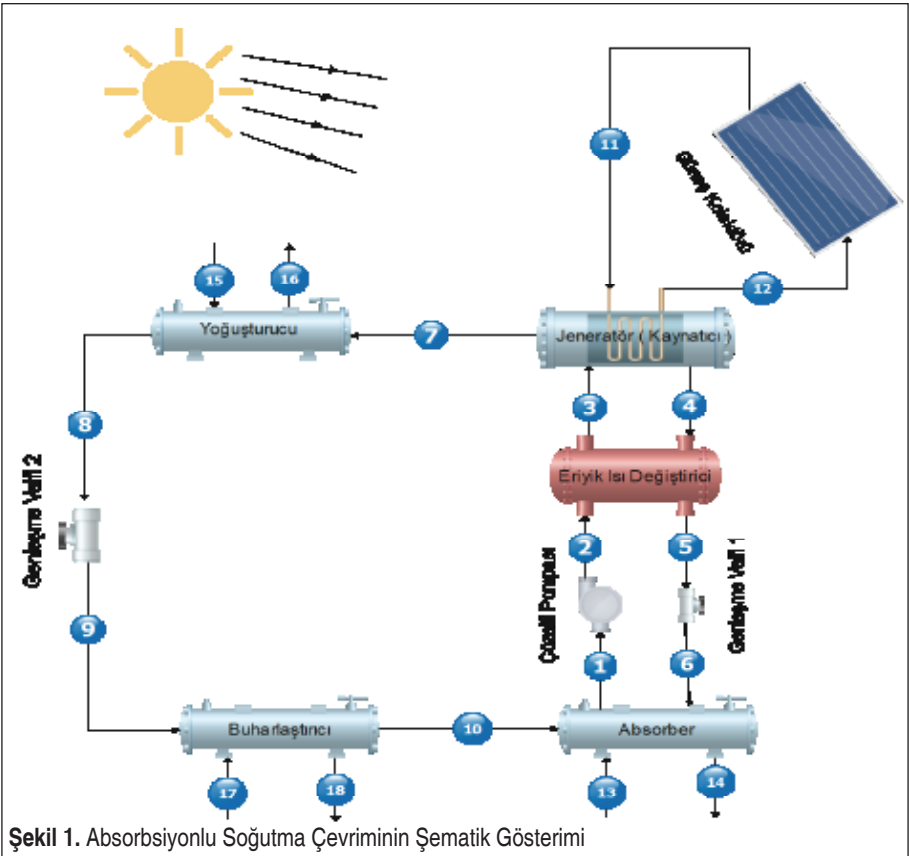 11
Güneş Kolektörü
12
15
16
Yoğuşturucu
7
Jeneratör ( Kaynatıcı )
8
3
4
Genleşme Valfi 2
Eriyik Isı Değiştirici
2
5
Çözelti Pompası
Genleşme Valfi 1
9
1
6
Buharlaştırıcı
10
Absorber
17
18
13
14
Şekil 1. Absorbsiyonlu Soğutma Çevriminin Şematik Gösterimi